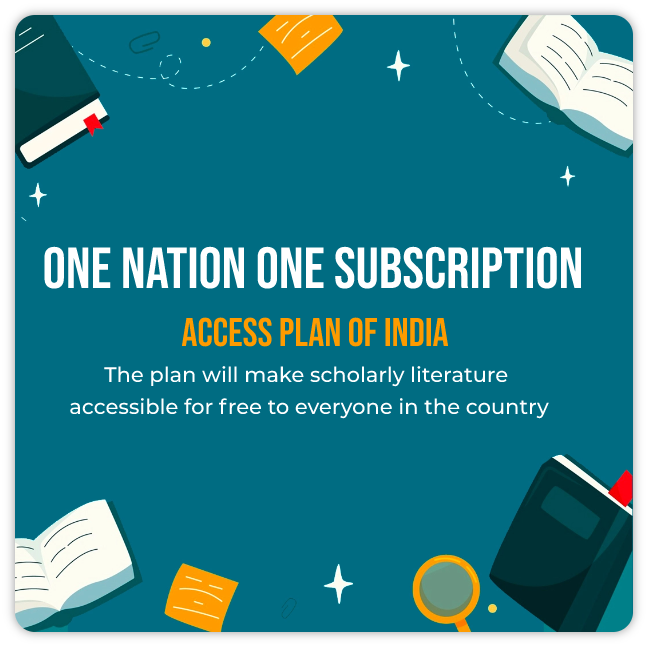 ONE NATION ONE SUBSCRIPTION
ACCESS PLAN OF INDIA
The plan will make scholarly literature
accessible for free to everyone in the country